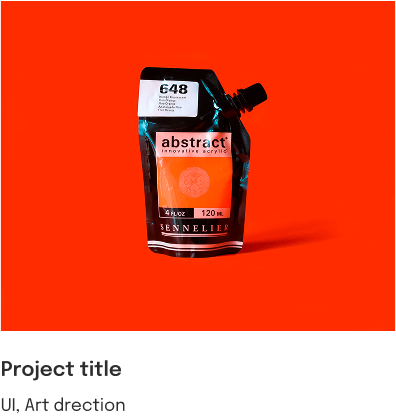 648
abstract
innovative acrylic
4 FL/OZ
120 ML
SENNELIER
Project title
UI, Art drection